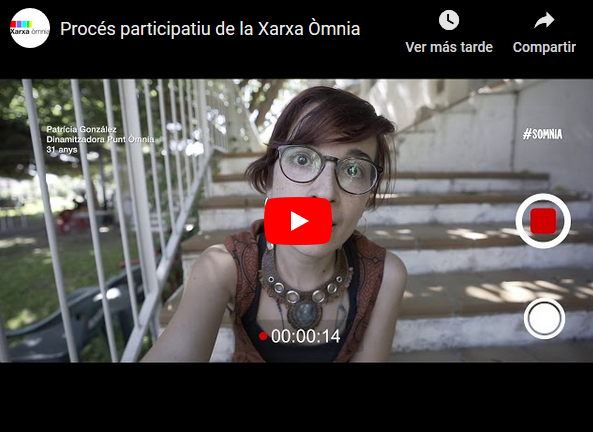 Xarxa òmnia
Procés participatiu de la Xarxa Òmnia
Ver más tarde
Compartir
Patrícia González
Dinamitzadora Punt Òmnia
31 anys
#SOMNIA
00:00:14